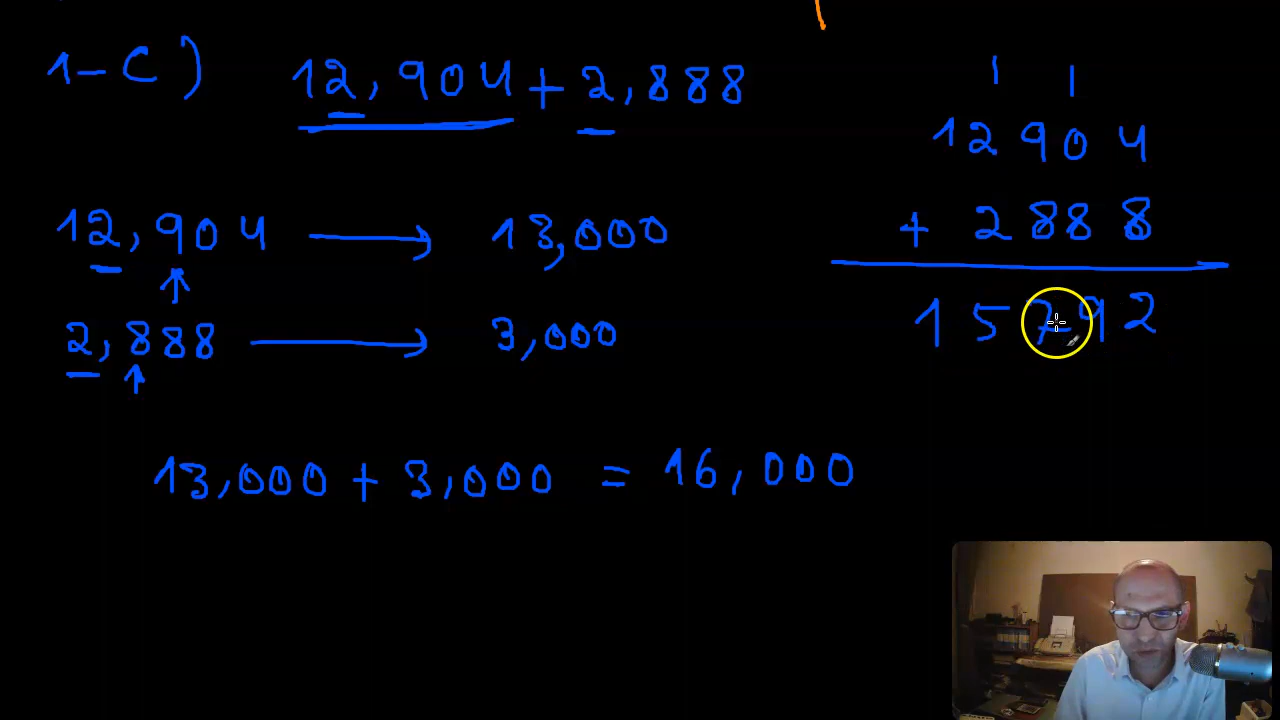 1-C) 12,904 + 2,888
12,904 → 13,000
2,888 → 3,000
13,000 + 3,000 = 16,000
1 1
12904
+ 2888
15792